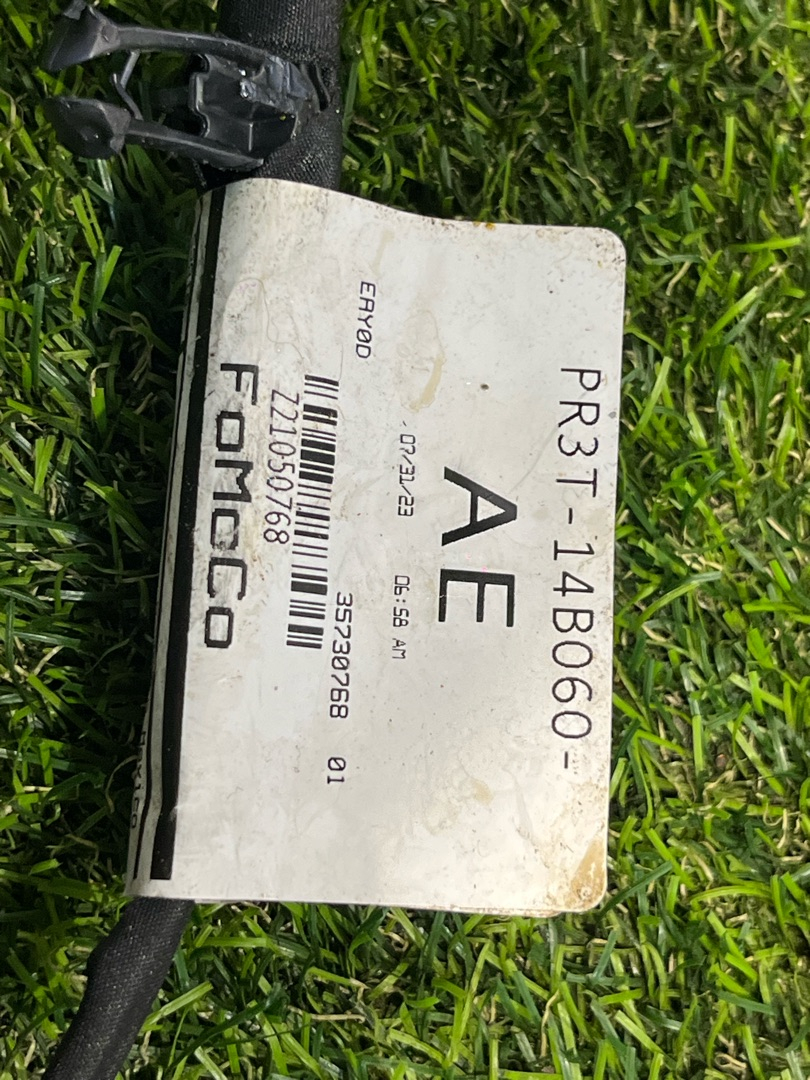 PR3T-14B060-
AE
07/31/23 06:58 AM
EAY0D
35730768 01
Z21050768
FoMoCo